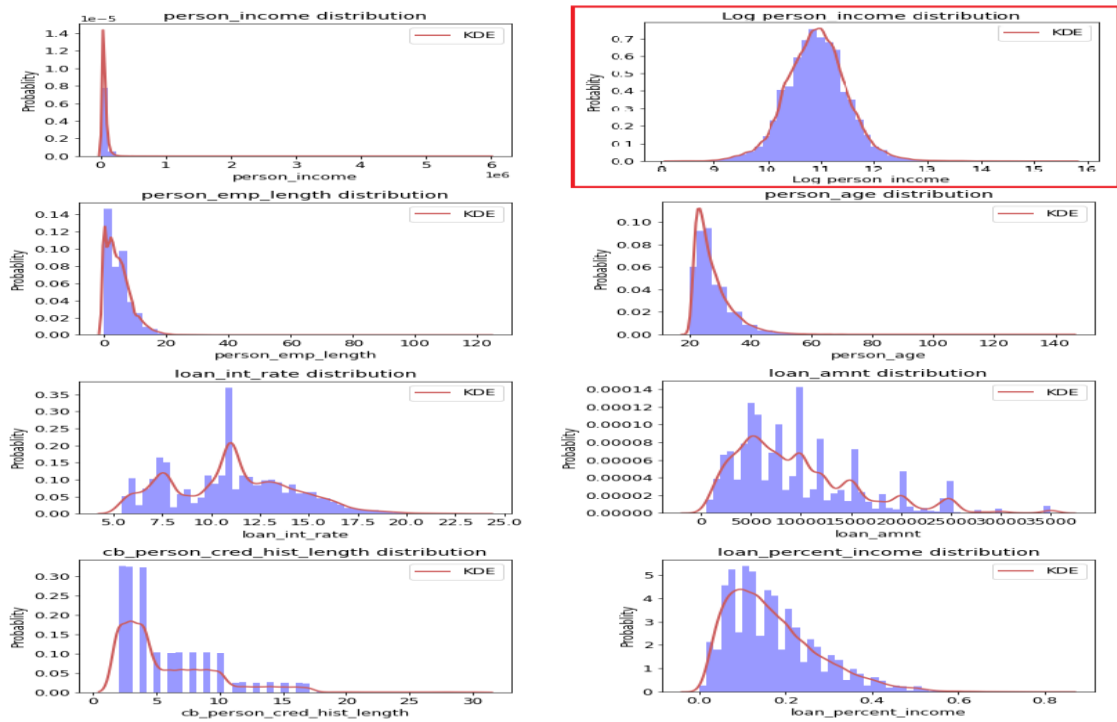 person_income distribution
1e−5
1.4
1.2
1.0
0.8
0.6
0.4
0.2
0.0
Probablity
KDE
0 1 2 3 4 5 6
1e6
person_income
Log person_income distribution
0.7
0.6
0.5
0.4
0.3
0.2
0.1
0.0
Probablity
KDE
8 9 10 11 12 13 14 15 16
Log person_income
person_emp_length distribution
0.14
0.12
0.10
0.08
0.06
0.04
0.02
0.00
Probablity
KDE
0 20 40 60 80 100 120
person_emp_length
person_age distribution
0.10
0.08
0.06
0.04
0.02
0.00
Probablity
KDE
20 40 60 80 100 120 140
person_age
loan_int_rate distribution
0.35
0.30
0.25
0.20
0.15
0.10
0.05
0.00
Probablity
KDE
5.0 7.5 10.0 12.5 15.0 17.5 20.0 22.5 25.0
loan_int_rate
loan_amnt distribution
0.00014
0.00012
0.00010
0.00008
0.00006
0.00004
0.00002
0.00000
Probablity
KDE
0 5000 10000 15000 20000 25000 30000 35000
loan_amnt
cb_person_cred_hist_length distribution
0.30
0.25
0.20
0.15
0.10
0.05
0.00
Probablity
KDE
0 5 10 15 20 25 30
cb_person_cred_hist_length
loan_percent_income distribution
5
4
3
2
1
0
Probablity
KDE
0.0 0.2 0.4 0.6 0.8
loan_percent_income